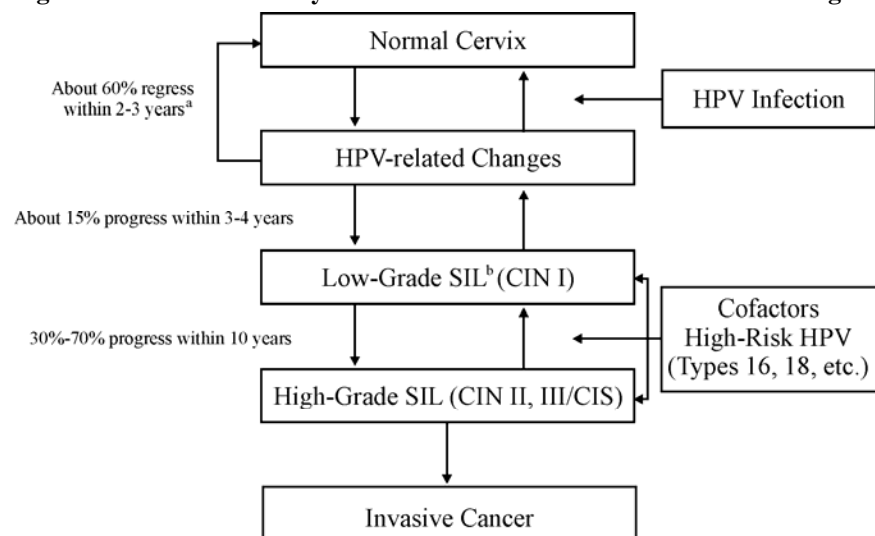 Normal Cervix
About 60% regress
within 2-3 yearsª
HPV Infection
HPV-related Changes
About 15% progress within 3-4 years
Low-Grade SILᵇ (CIN I)
Cofactors
High-Risk HPV
(Types 16, 18, etc.)
30%-70% progress within 10 years
High-Grade SIL (CIN II, III/CIS)
Invasive Cancer